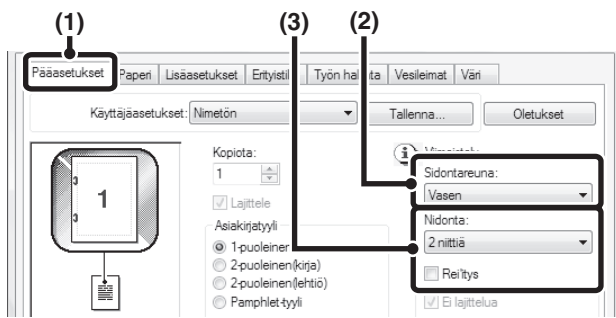 (1) (3) (2)
Pääasetukset Paperi Lisäasetukset Työn Vesileimat Väri
Käyttäjäasetukset: Nimetön Tallenna... Oletukset
Kopiota:
1
Sidontareuna:
Vasen
Lajittele
Nidonta:
2 niittiä
Asiakirjatyyli
1-puoleinen
2-puoleinen(kirja)
2-puoleinen(lehtiö)
Pamphlet-tyyli
Rei'itys
Ei lajittelua
1